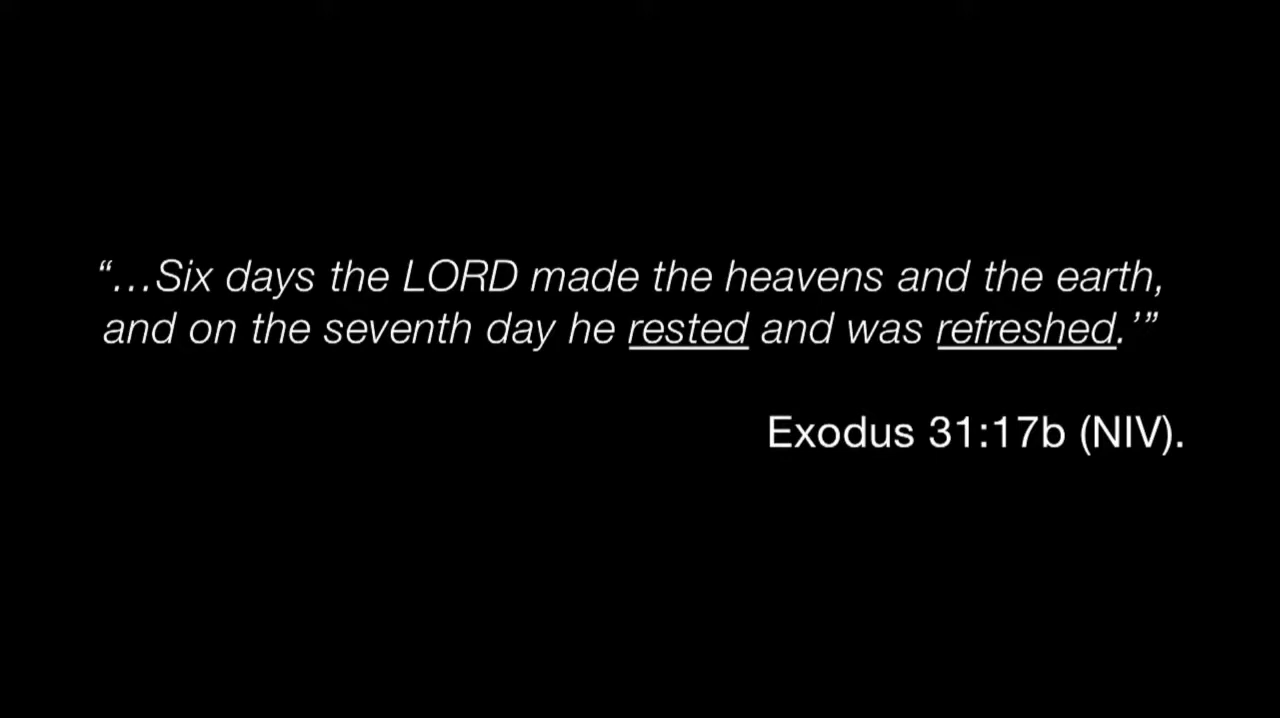 “…Six days the LORD made the heavens and the earth,
and on the seventh day he rested and was refreshed.’”
Exodus 31:17b (NIV).